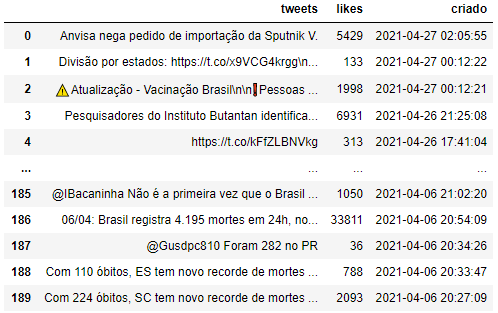 tweets likes criado
0 Anvisa nega pedido de importação da Sputnik V. 5429 2021-04-27 02:05:55
1 Divisão por estados: https://t.co/x9VCG4krgg\n... 133 2021-04-27 00:12:22
2 ⚠️Atualização - Vacinação Brasil\n\n❗Pessoas ... 1998 2021-04-27 00:12:21
3 Pesquisadores do Instituto Butantan identifica... 6931 2021-04-26 21:25:08
4 https://t.co/kFfZLBNVkg 313 2021-04-26 17:41:04
... ... ... ...
185 @IBacaninha Não é a primeira vez que o Brasil ... 1050 2021-04-06 21:02:20
186 06/04: Brasil registra 4.195 mortes em 24h, no... 33811 2021-04-06 20:54:09
187 @Gusdpc810 Foram 282 no PR 36 2021-04-06 20:34:26
188 Com 110 óbitos, ES tem novo recorde de mortes ... 788 2021-04-06 20:33:47
189 Com 224 óbitos, SC tem novo recorde de mortes ... 2093 2021-04-06 20:27:09